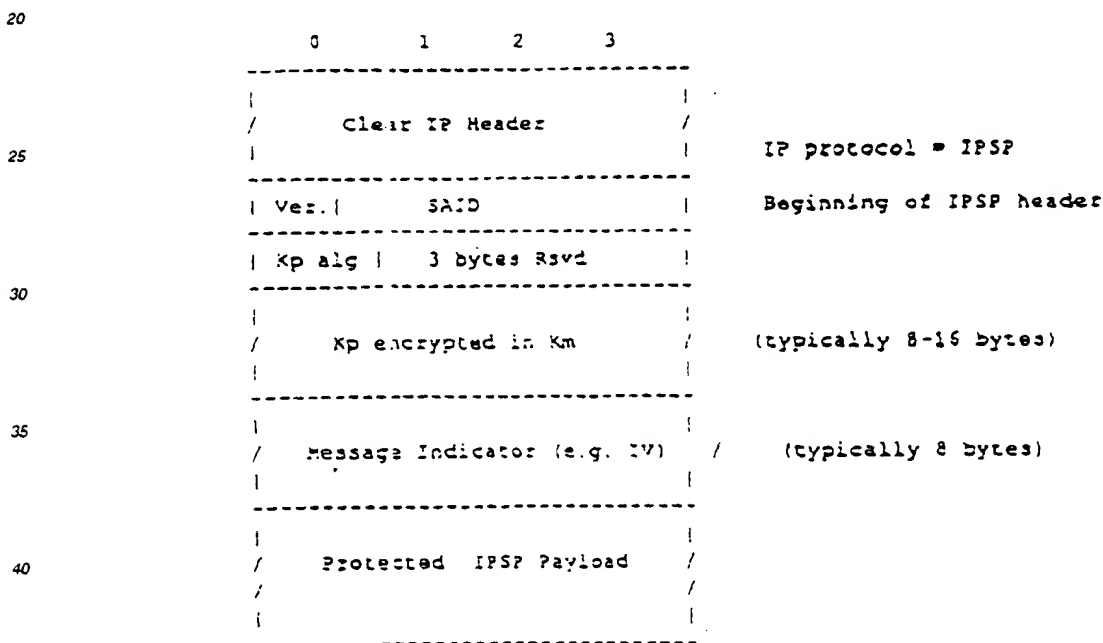 20
0 1 2 3
Clear IP Header
25 IP protocol = IPSP
Ver. | SAID | Beginning of IPSP header
Kp alg | 3 bytes Rsvd
30
Kp encrypted in Km (typically 8-16 bytes)
35
Message Indicator (e.g. IV) (typically 8 bytes)
40 Protected IPSP Payload